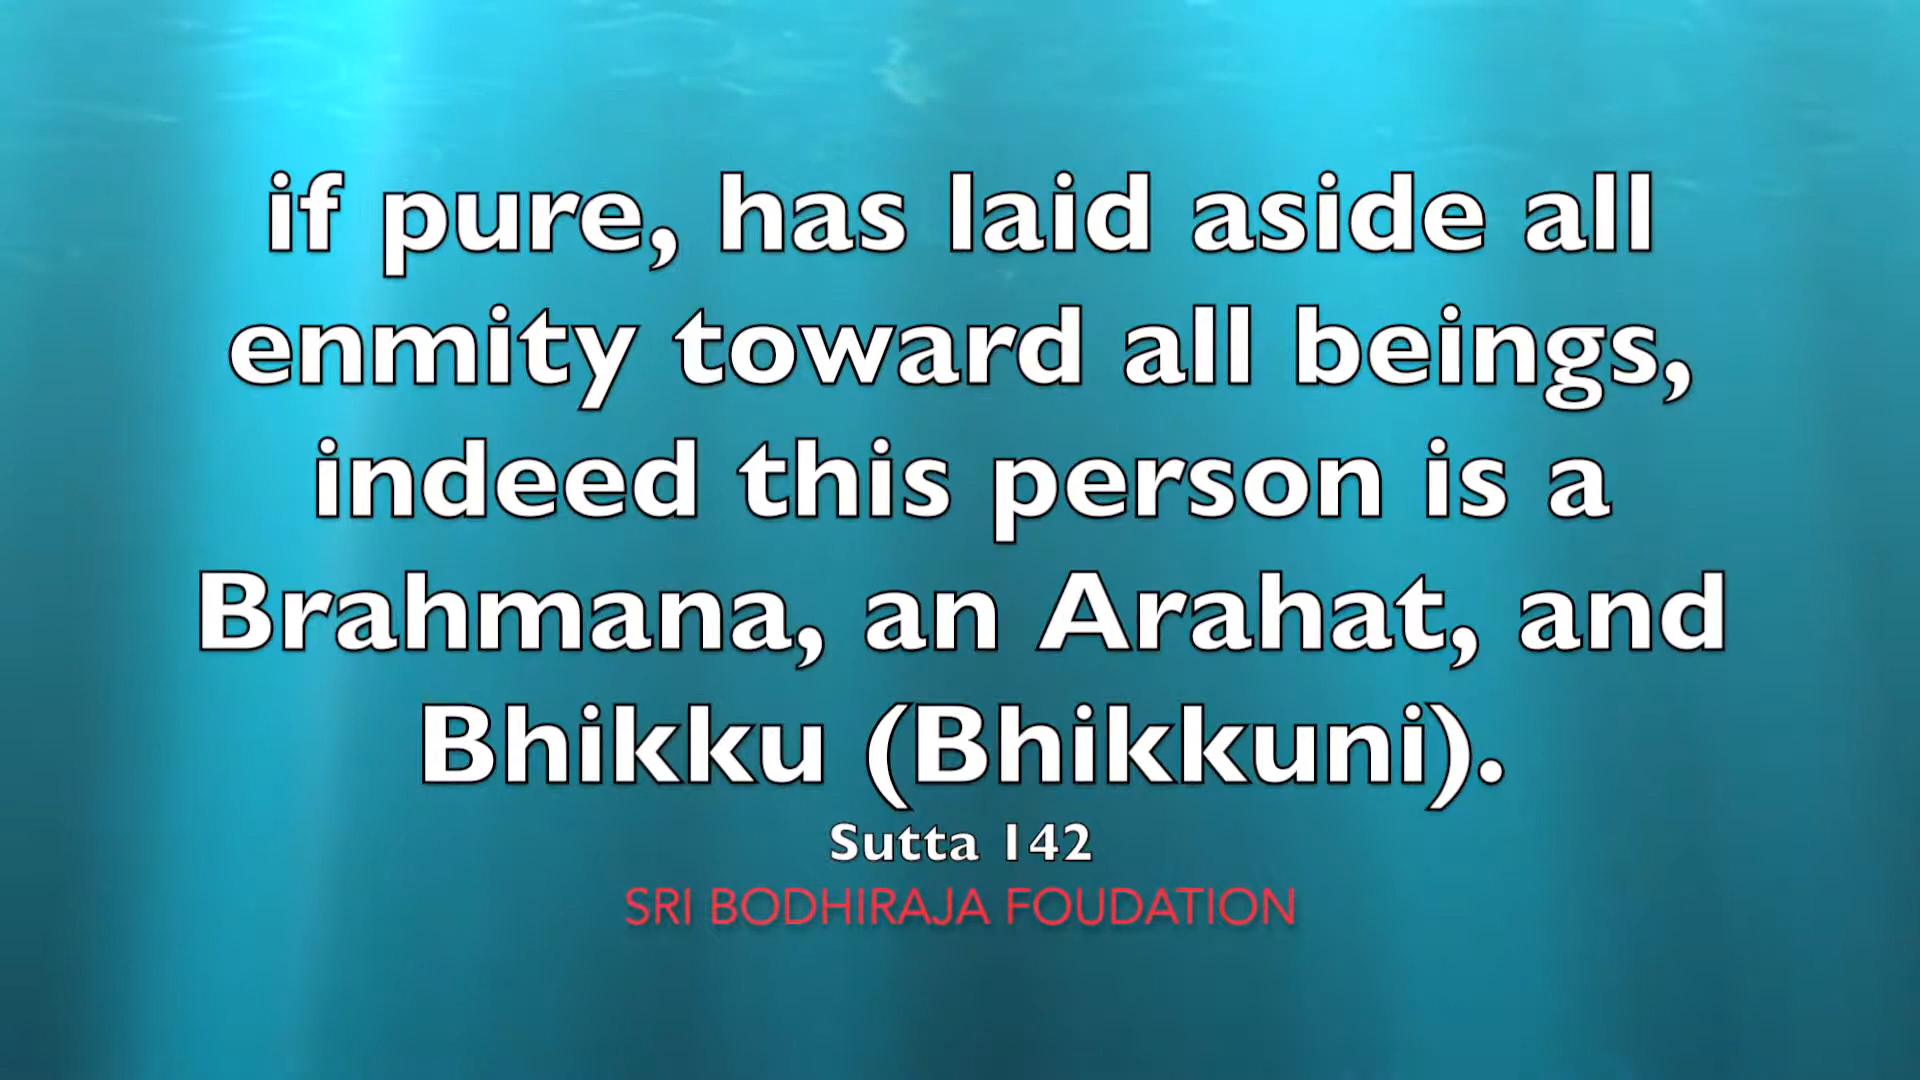 if pure, has laid aside all
enmity toward all beings,
indeed this person is a
Brahmana, an Arahat, and
Bhikku (Bhikkuni).
Sutta 142
SRI BODHIRAJA FOUDATION